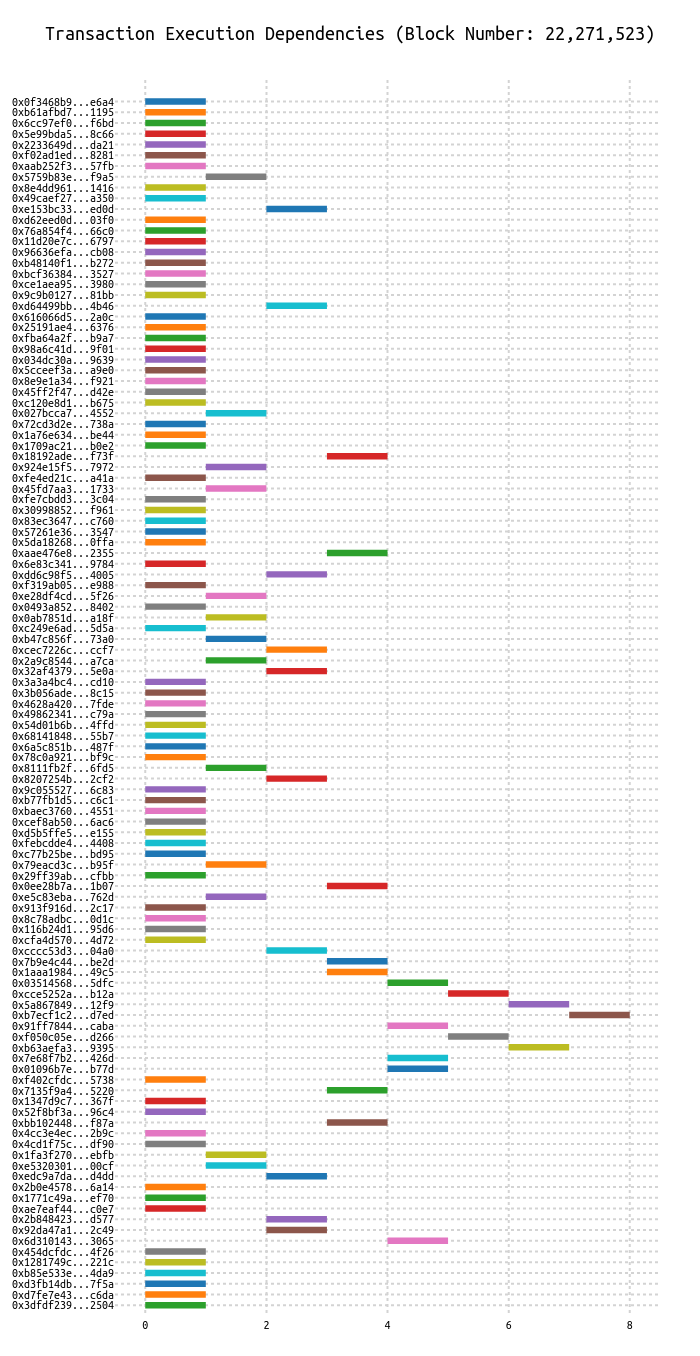 Transaction Execution Dependencies (Block Number: 22,271,523)
0x0f3468b9...e6a4
0xb61afbd7...1195
0x6cc97ef0...f6bd
0x5e99bda5...8c66
0x2233649d...da21
0xf02ad1ed...8281
0xaab252f3...57fb
0x5759b83e...f9a5
0x8e4dd961...1416
0x49caef27...a350
0xe153bc33...ed0d
0xd62eed0d...03f0
0x76a854f4...66c0
0x11d20e7c...6797
0x96636efa...cb08
0xb48140f1...b272
0xbcf36384...3527
0xce1aea95...3980
0x9c9b0127...81bb
0xd64499bb...4b46
0x616066d5...2a0c
0x25191ae4...6376
0xfba64a2f...b9a7
0x98a6c41d...9f01
0x034dc30a...9639
0x5cceef3a...a9e0
0x8e9e1a34...f921
0x45ff2f47...d42e
0xc120e8d1...b675
0x027bcca7...4552
0x72cd3d2e...738a
0x1a76e634...be44
0x1709ac21...b0e2
0x18192ade...f73f
0x924e15f5...7972
0xfe4ed21c...a41a
0x45fd7aa3...1733
0xfe7cbdd3...3c04
0x30998852...f961
0x83ec3647...c760
0x57261e36...3547
0x5da18268...0ffa
0xaae476e8...2355
0x6e83c341...9784
0xdd6c98f5...4005
0xf319ab05...e988
0xe28df4cd...5f26
0x0493a852...8402
0x0ab7851d...a18f
0xc249e6ad...5d5a
0xb47c856f...73a0
0xcec7226c...ccf7
0x2a9c8544...a7ca
0x32af4379...5e0a
0x3a3a4bc4...cd10
0x3b056ade...8c15
0x4628a420...7fde
0x49862341...c79a
0x54d01b6b...4ffd
0x68141848...55b7
0x6a5c851b...487f
0x78c0a921...bf9c
0x8111fb2f...6fd5
0x8207254b...2cf2
0x9c055527...6c83
0xb77fb1d5...c6c1
0xbaec3760...4551
0xcef8ab50...6ac6
0xd5b5ffe5...e155
0xfebcdde4...4408
0xc77b25be...bd95
0x79eacd3c...b95f
0x29ff39ab...cfbb
0x0ee28b7a...1b07
0xe5c83eba...762d
0x913f916d...2c17
0x8c78adbc...0d1c
0x116b24d1...95d6
0xcfa4d570...4d72
0xcccc53d3...04a0
0x7b9e4c44...be2d
0x1aaa1984...49c5
0x03514568...5dfc
0xcce5252a...b12a
0x5a867849...12f9
0xb7ecf1c2...d7ed
0x91ff7844...caba
0xf050c05e...d266
0xb63aefa3...9395
0x7e68f7b2...426d
0x01096b7e...b77d
0xf402cfdc...5738
0x7135f9a4...5220
0x1347d9c7...367f
0x52f8bf3a...96c4
0xbb102448...f87a
0x4cc3e4ec...2b9c
0x4cd1f75c...df90
0x1fa3f270...ebfb
0xe5320301...00cf
0xedc9a7da...d4dd
0x2b0e4578...6a14
0x1771c49a...ef70
0xae7eaf44...c0e7
0x2b848423...d577
0x92da47a1...2c49
0x6d310143...3065
0x454dcfdc...4f26
0x1281749c...221c
0xb85e533e...4da9
0xd3fb14db...7f5a
0xd7fe7e43...c6da
0x3dfdf239...2504
0 2 4 6 8